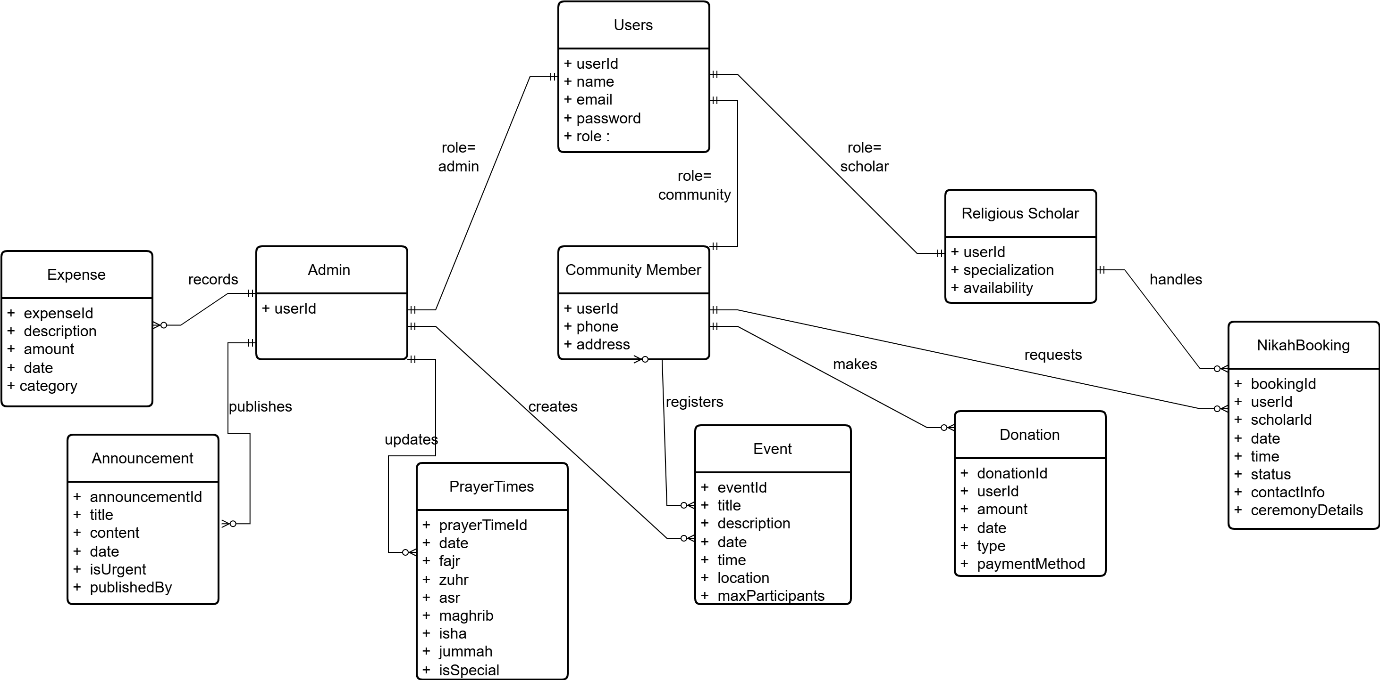 Users
+ userId
+ name
+ email
+ password
+ role :
role=
admin
role=
community
role=
scholar
Religious Scholar
+ userId
+ specialization
+ availability
handles
Expense
+ expenseId
+ description
+ amount
+ date
+ category
records
Admin
+ userId
Community Member
+ userId
+ phone
+ address
requests
makes
registers
creates
updates
publishes
NikahBooking
+ bookingId
+ userId
+ scholarId
+ date
+ time
+ status
+ contactInfo
+ ceremonyDetails
Announcement
+ announcementId
+ title
+ content
+ date
+ isUrgent
+ publishedBy
PrayerTimes
+ prayerTimeId
+ date
+ fajr
+ zuhr
+ asr
+ maghrib
+ isha
+ jummah
+ isSpecial
Event
+ eventId
+ title
+ description
+ date
+ time
+ location
+ maxParticipants
Donation
+ donationId
+ userId
+ amount
+ date
+ type
+ paymentMethod